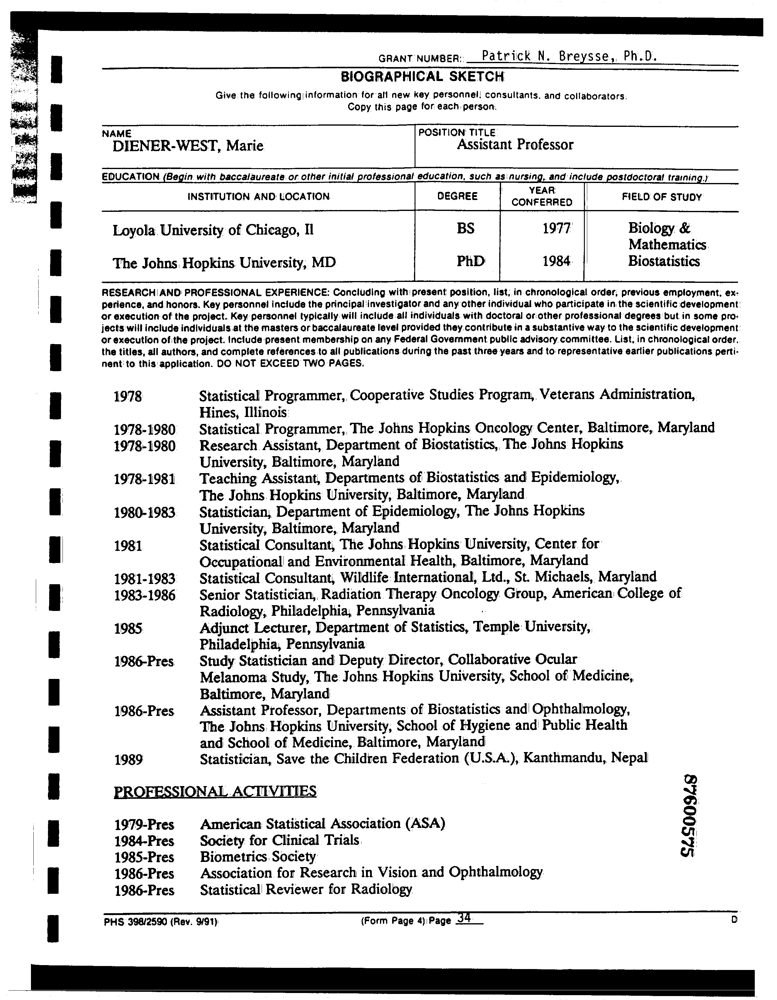 GRANT NUMBER: Patrick N. Breysse, Ph.D.
BIOGRAPHICAL SKETCH
Give the following information for all new key personnel, consultants, and collaborators.
Copy this page for each person.
NAME POSITION TITLE
DIENER-WEST, Marie Assistant Professor
EDUCATION (Begin with baccalaureate or other initial professional education, such as nursing, and include postdoctoral training.)
INSTITUTION AND LOCATION DEGREE YEAR CONFERRED FIELD OF STUDY
Loyola University of Chicago, Il BS 1977 Biology &
Mathematics
The Johns Hopkins University, MD PhD 1984 Biostatistics
RESEARCH AND PROFESSIONAL EXPERIENCE: Concluding with present position, list, in chronological order, previous employment, ex-
perience, and honors. Key personnel include the principal investigator and any other individual who participate in the scientific development
or execution of the project. Key personnel typically will include all individuals with doctoral or other professional degrees but in some pro-
jects will include individuals at the masters or baccalaureate level provided they contribute in a substantive way to the scientific development
or execution of the project. Include present membership on any Federal Government public advisory committee. List, in chronological order,
the titles, all authors, and complete references to all publications during the past three years and to representative earlier publications perti-
nent to this application. DO NOT EXCEED TWO PAGES.
1978 Statistical Programmer, Cooperative Studies Program, Veterans Administration,
Hines, Illinois
1978-1980 Statistical Programmer, The Johns Hopkins Oncology Center, Baltimore, Maryland
1978-1980 Research Assistant, Department of Biostatistics, The Johns Hopkins
University, Baltimore, Maryland
1978-1981 Teaching Assistant, Departments of Biostatistics and Epidemiology,
The Johns Hopkins University, Baltimore, Maryland
1980-1983 Statistician, Department of Epidemiology, The Johns Hopkins
University, Baltimore, Maryland
1981 Statistical Consultant, The Johns Hopkins University, Center for
Occupational and Environmental Health, Baltimore, Maryland
1981-1983 Statistical Consultant, Wildlife International, Ltd., St. Michaels, Maryland
1983-1986 Senior Statistician, Radiation Therapy Oncology Group, American College of
Radiology, Philadelphia, Pennsylvania
1985 Adjunct Lecturer, Department of Statistics, Temple University,
Philadelphia, Pennsylvania
1986-Pres Study Statistician and Deputy Director, Collaborative Ocular
Melanoma Study, The Johns Hopkins University, School of Medicine,
Baltimore, Maryland
1986-Pres Assistant Professor, Departments of Biostatistics and Ophthalmology,
The Johns Hopkins University, School of Hygiene and Public Health
and School of Medicine, Baltimore, Maryland
1989 Statistician, Save the Children Federation (U.S.A.), Kanthmandu, Nepal
PROFESSIONAL ACTIVITIES
1979-Pres American Statistical Association (ASA)
1984-Pres Society for Clinical Trials
1985-Pres Biometrics Society
1986-Pres Association for Research in Vision and Ophthalmology
1986-Pres Statistical Reviewer for Radiology
87600575
PHS 398/2590 (Rev. 9/91) (Form Page 4) Page 34 D